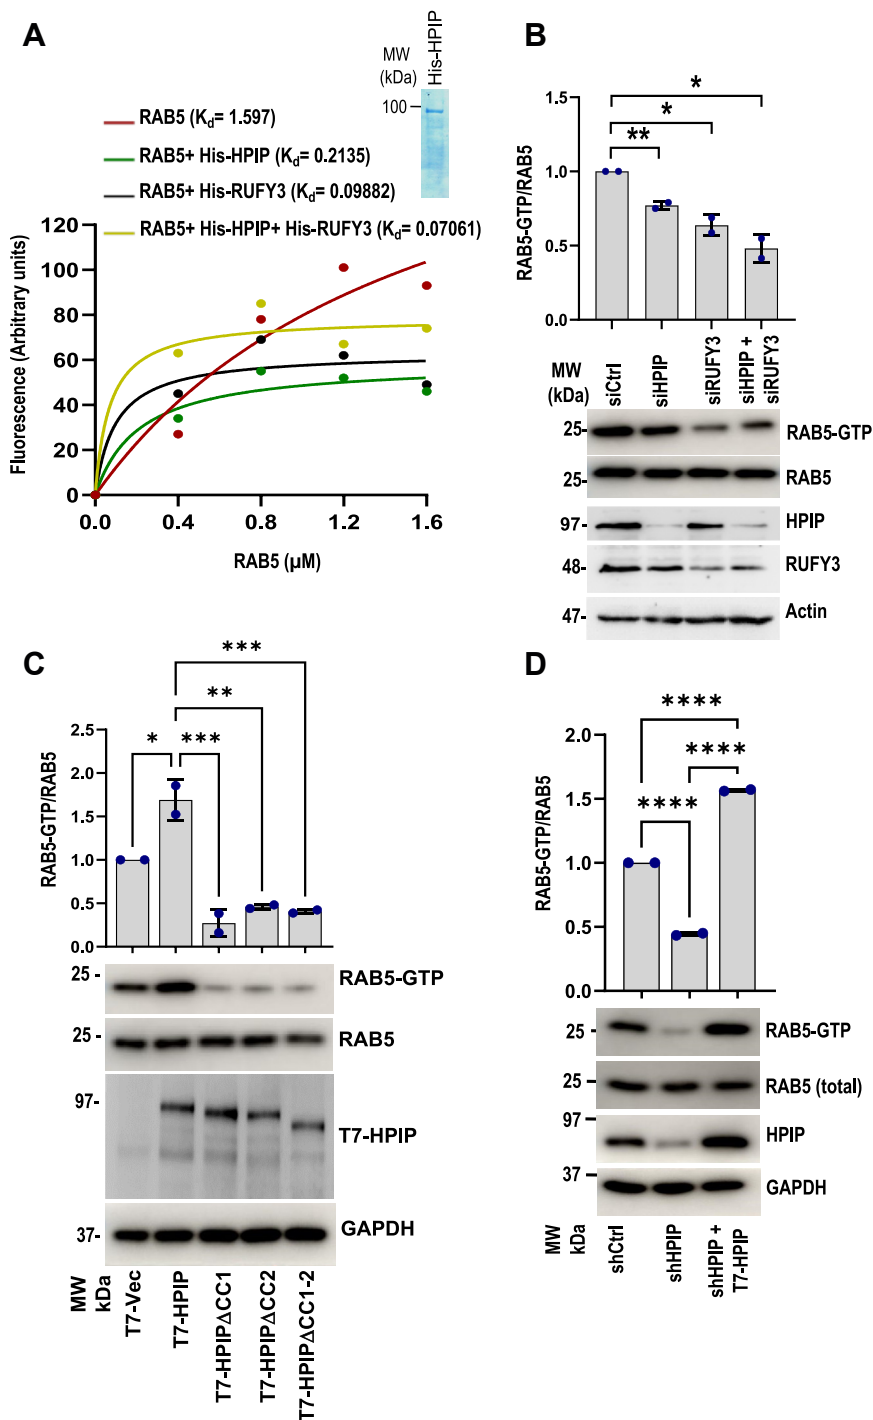 A
MW
(kDa)
His-HPIP
100
RAB5 (Kd= 1.597)
RAB5+ His-HPIP (Kd= 0.2135)
RAB5+ His-RUFY3 (Kd= 0.09882)
RAB5+ His-HPIP+ His-RUFY3 (Kd= 0.07061)
Fluorescence (Arbitrary units)
120
100
80
60
40
20
0
0.0 0.4 0.8 1.2 1.6
RAB5 (µM)
B
*
*
**
RAB5-GTP/RAB5
1.5
1.0
0.5
0.0
MW
(kDa)
siCtrl
siHPIP
siRUFY3
siHPIP +
siRUFY3
25- RAB5-GTP
25- RAB5
97- HPIP
48- RUFY3
47- Actin
C
***
**
* ***
RAB5-GTP/RAB5
2.5
2.0
1.5
1.0
0.5
0.0
25 - RAB5-GTP
25 - RAB5
97- T7-HPIP
37- GAPDH
MW
kDa
T7-Vec
T7-HPIP
T7-HPIPΔCC1
T7-HPIPΔCC2
T7-HPIPΔCC1-2
D
****
****
****
RAB5-GTP/RAB5
2.0
1.5
1.0
0.5
0.0
25 RAB5-GTP
25 RAB5 (total)
97 HPIP
37 GAPDH
MW
kDa
shCtrl
shHPIP
shHPIP +
T7-HPIP